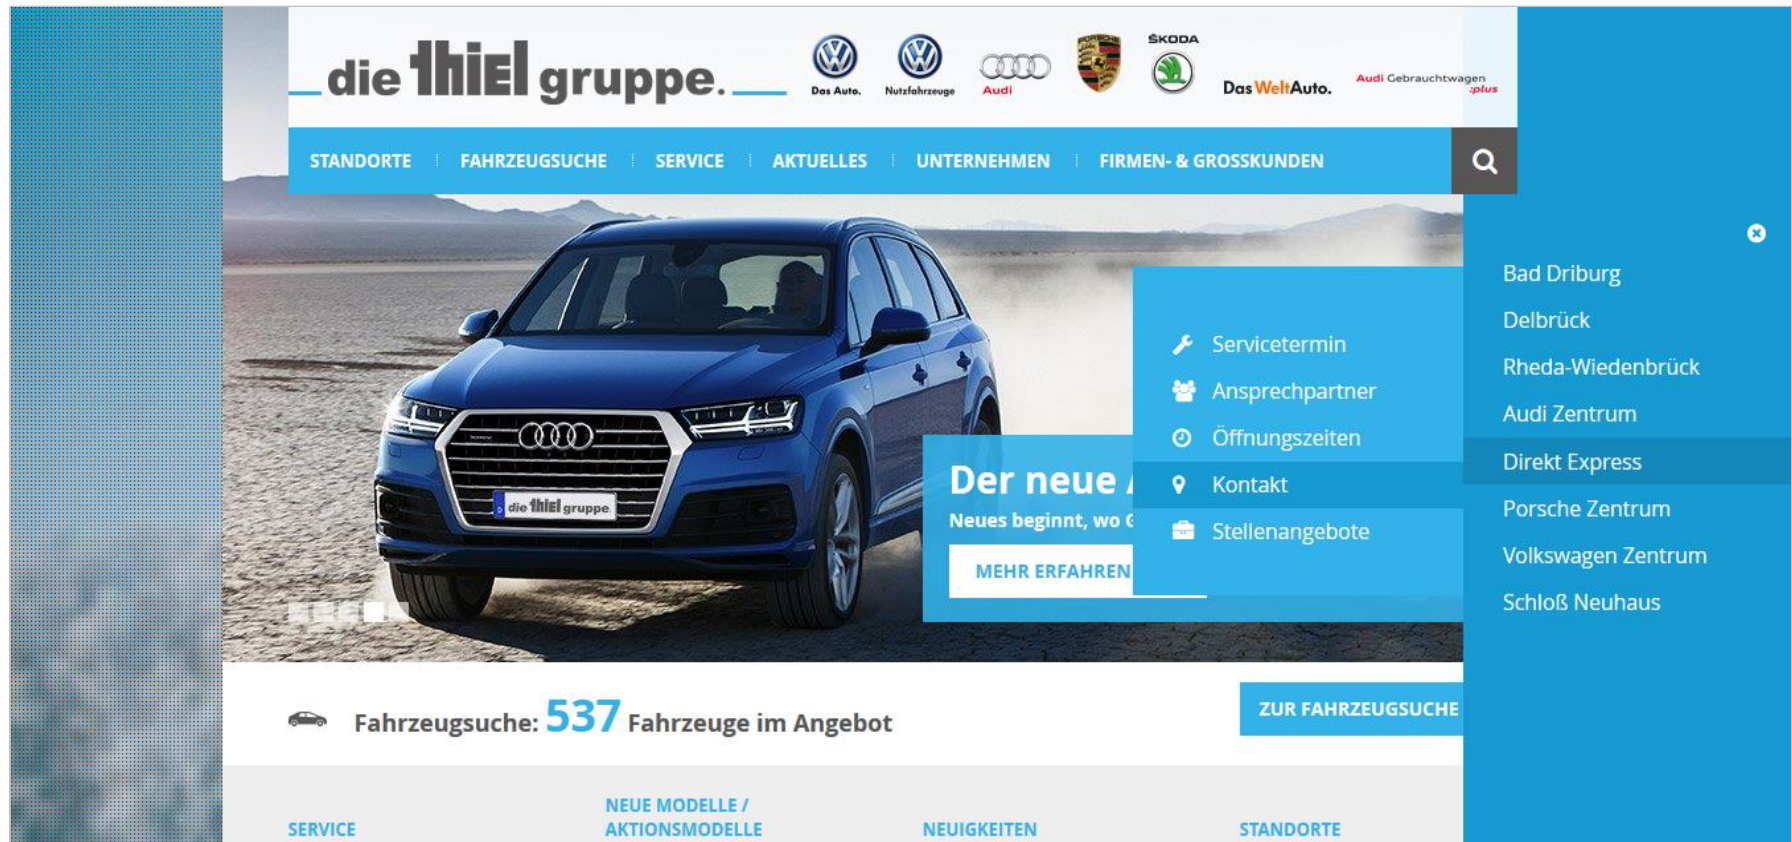 die thiel gruppe.
Das Auto.
Nutzfahrzeuge
Audi
PORSCHE
ŠKODA
Das WeltAuto.
Audi Gebrauchtwagen
:plus
STANDORTE
FAHRZEUGSUCHE
SERVICE
AKTUELLES
UNTERNEHMEN
FIRMEN- & GROSSKUNDEN
Servicetermin
Ansprechpartner
Öffnungszeiten
Kontakt
Stellenangebote
Bad Driburg
Delbrück
Rheda-Wiedenbrück
Audi Zentrum
Direkt Express
Porsche Zentrum
Volkswagen Zentrum
Schloß Neuhaus
die thiel gruppe.
Der neue
Neues beginnt, wo
MEHR ERFAHREN
Fahrzeugsuche: 537 Fahrzeuge im Angebot
ZUR FAHRZEUGSUCHE
SERVICE
NEUE MODELLE /
AKTIONSMODELLE
NEUIGKEITEN
STANDORTE